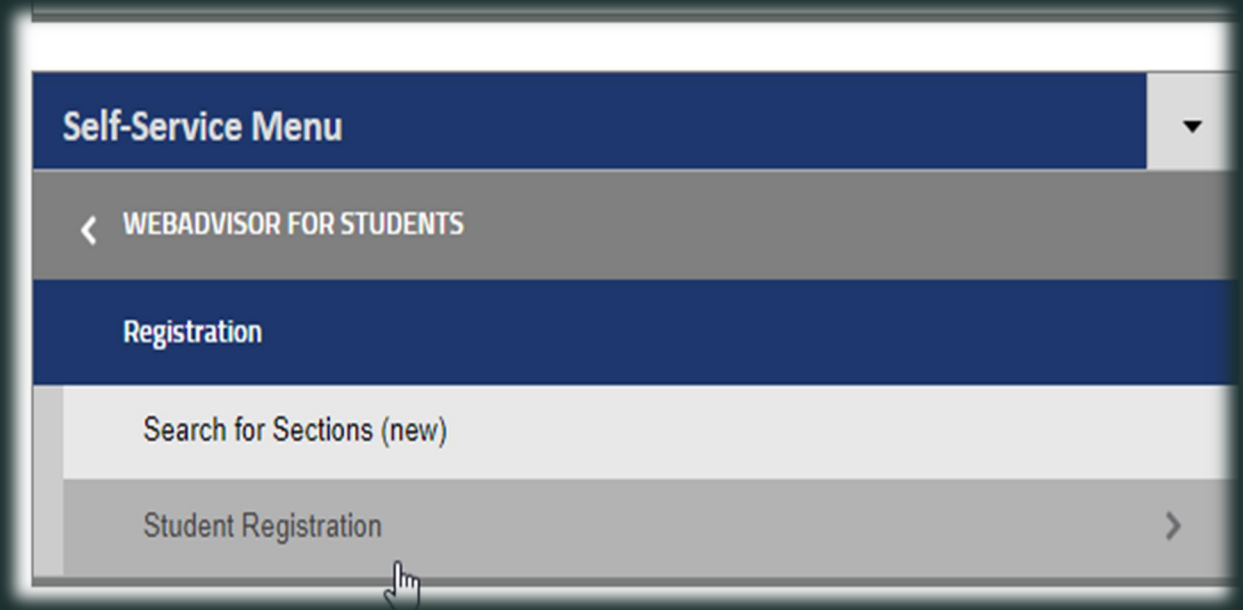 Self-Service Menu
WEBADVISOR FOR STUDENTS
Registration
Search for Sections (new)
Student Registration